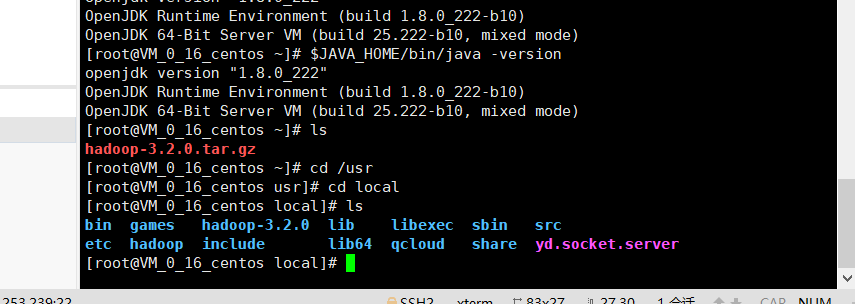 OpenJDK Runtime Environment (build 1.8.0_222-b10)
OpenJDK 64-Bit Server VM (build 25.222-b10, mixed mode)
[root@VM_0_16_centos ~]# $JAVA_HOME/bin/java -version
openjdk version "1.8.0_222"
OpenJDK Runtime Environment (build 1.8.0_222-b10)
OpenJDK 64-Bit Server VM (build 25.222-b10, mixed mode)
[root@VM_0_16_centos ~]# ls
hadoop-3.2.0.tar.gz
[root@VM_0_16_centos ~]# cd /usr
[root@VM_0_16_centos usr]# cd local
[root@VM_0_16_centos local]# ls
bin games hadoop-3.2.0 lib libexec sbin src
etc hadoop include lib64 qcloud share yd.socket.server
[root@VM_0_16_centos local]#
253.239:22 SSH2 xterm 83x27 27,30 1 会话 CAP NUM